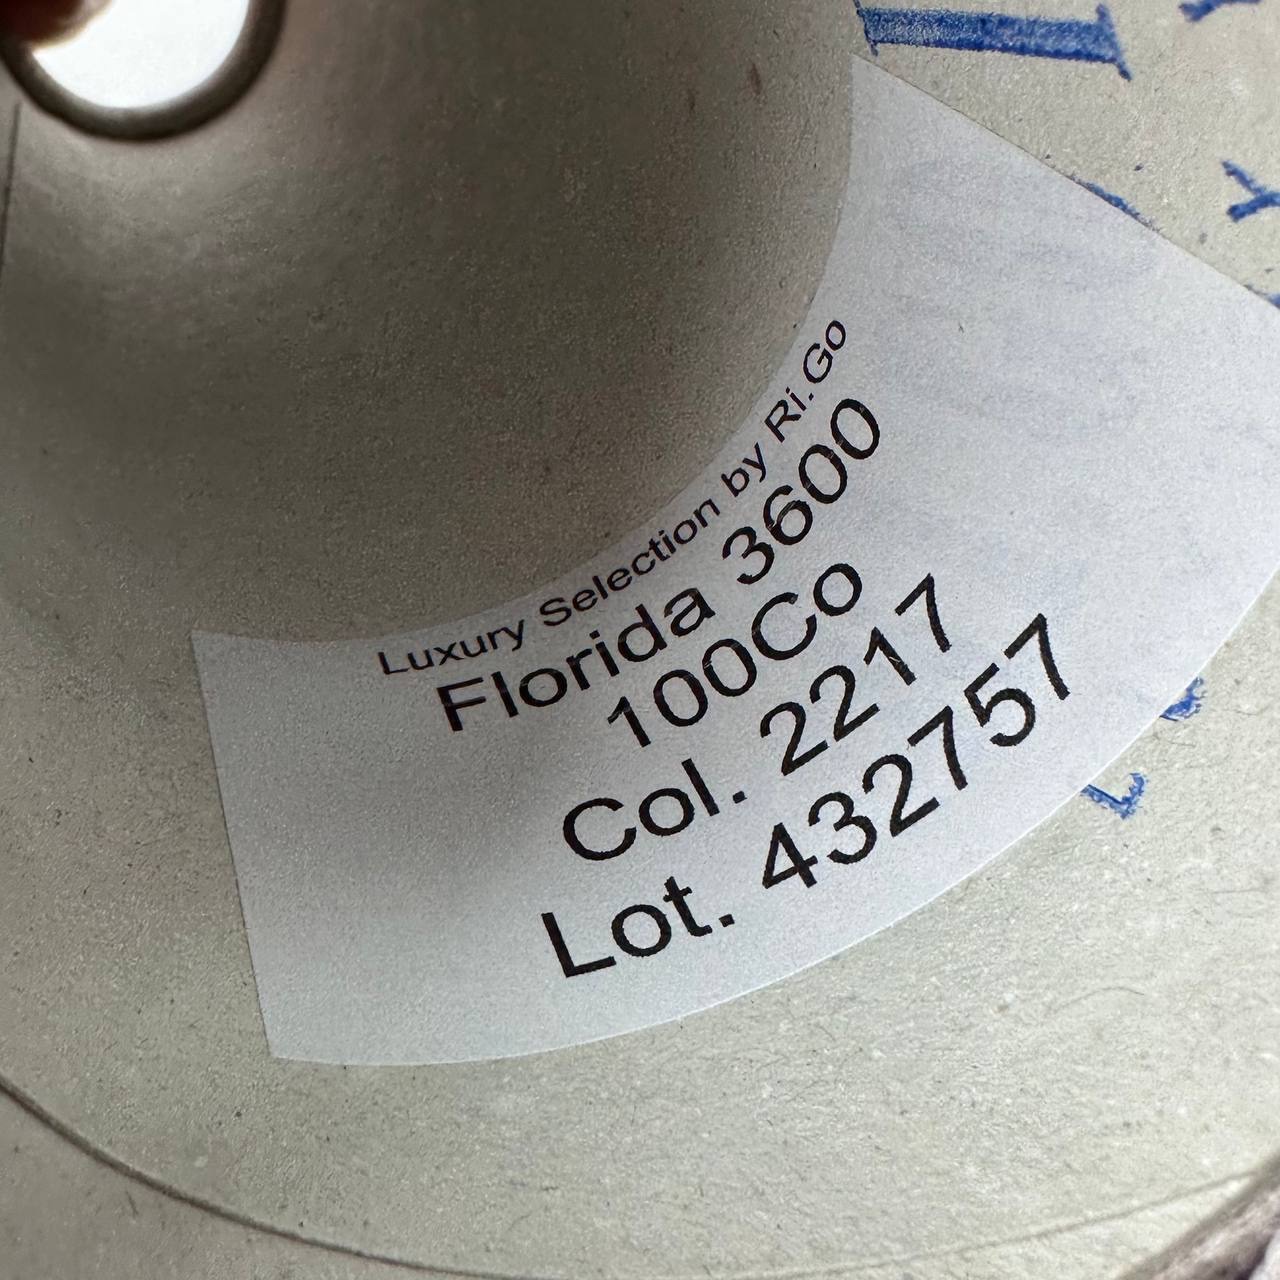 Luxury Selection by Ri.Go
Florida 3600
100Co
Col. 2217
Lot. 432757